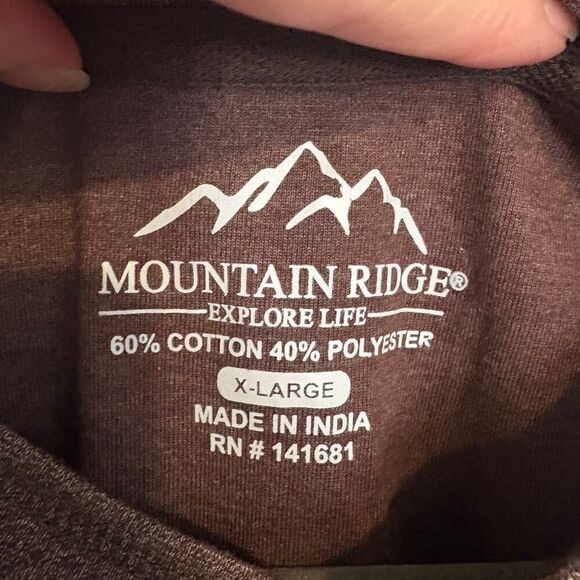 MOUNTAIN RIDGE®
EXPLORE LIFE
60% COTTON 40% POLYESTER
X-LARGE
MADE IN INDIA
RN # 141681